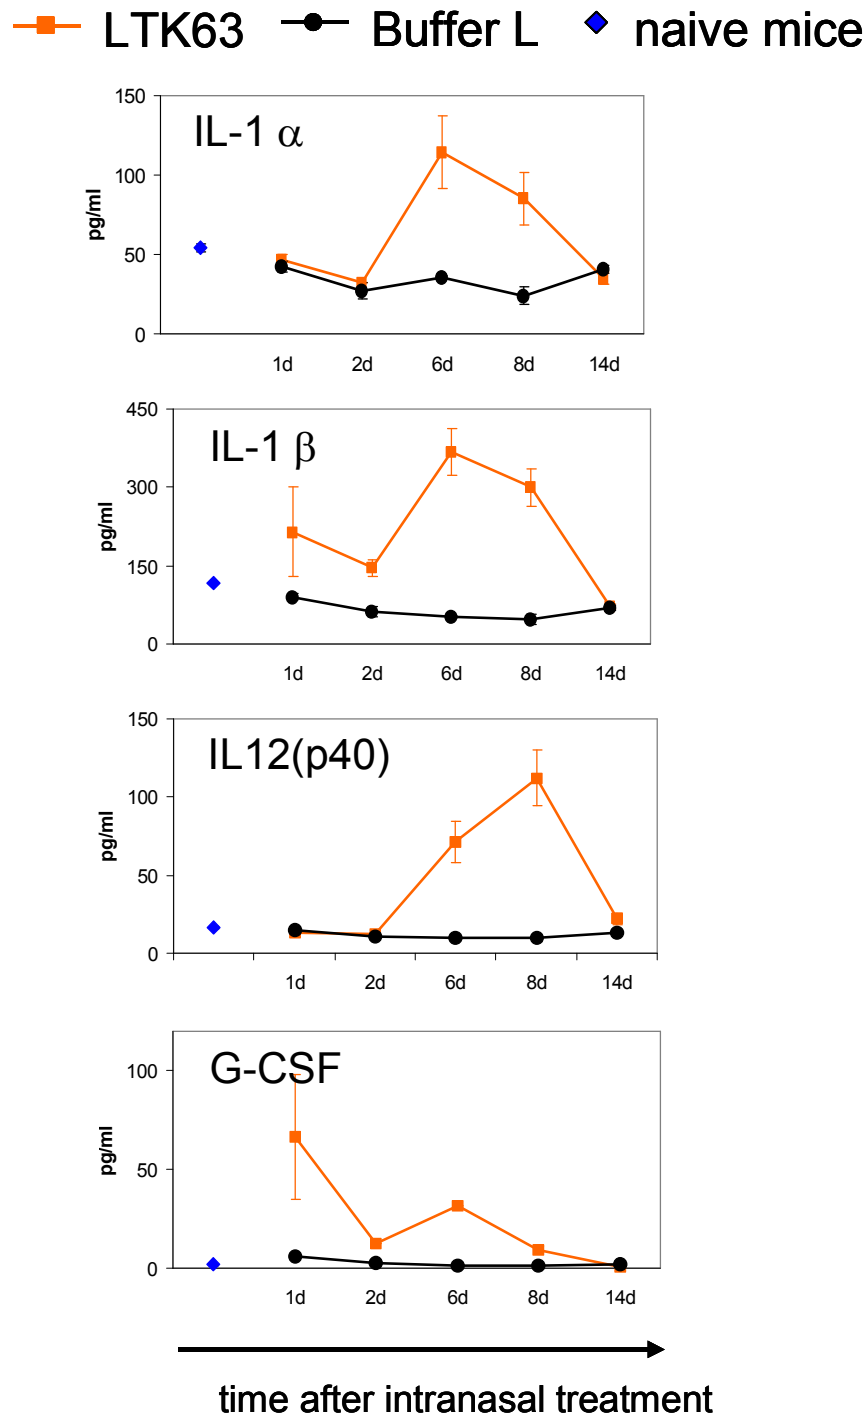 LTK63 Buffer L naive mice
150
IL-1 α
100
pg/ml
50
0
1d 2d 6d 8d 14d
450
IL-1 β
300
pg/ml
150
0
1d 2d 6d 8d 14d
150
IL12(p40)
100
pg/ml
50
0
1d 2d 6d 8d 14d
G-CSF
100
pg/ml
50
0
1d 2d 6d 8d 14d
time after intranasal treatment